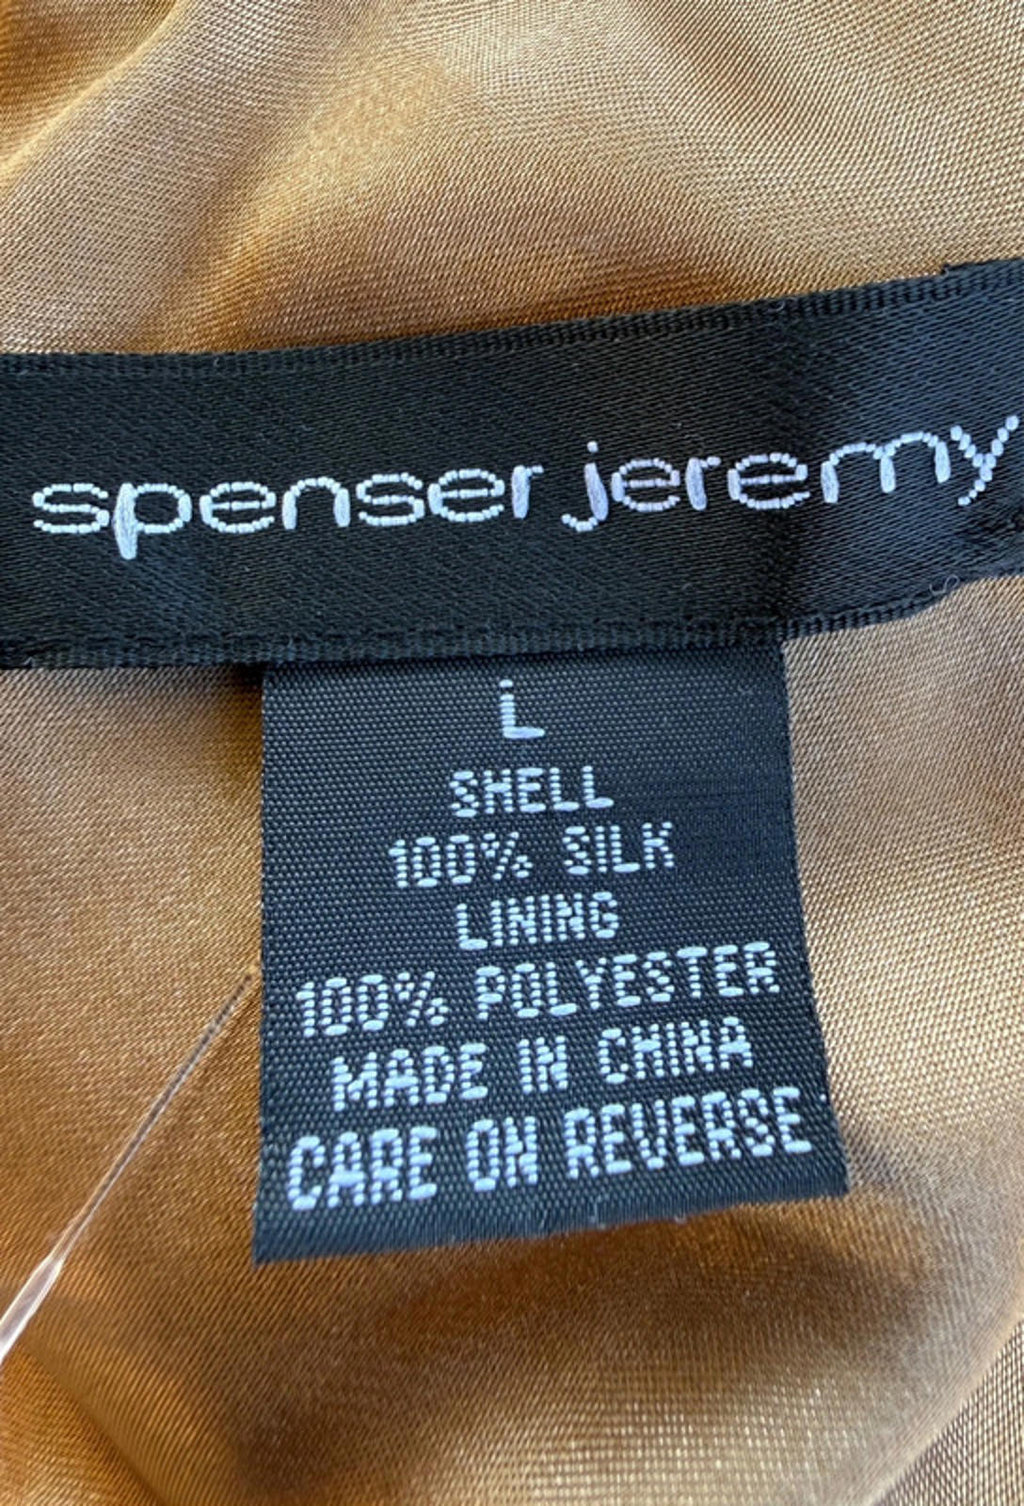 spenser jeremy
L
SHELL
100% SILK
LINING
100% POLYESTER
MADE IN CHINA
CARE ON REVERSE